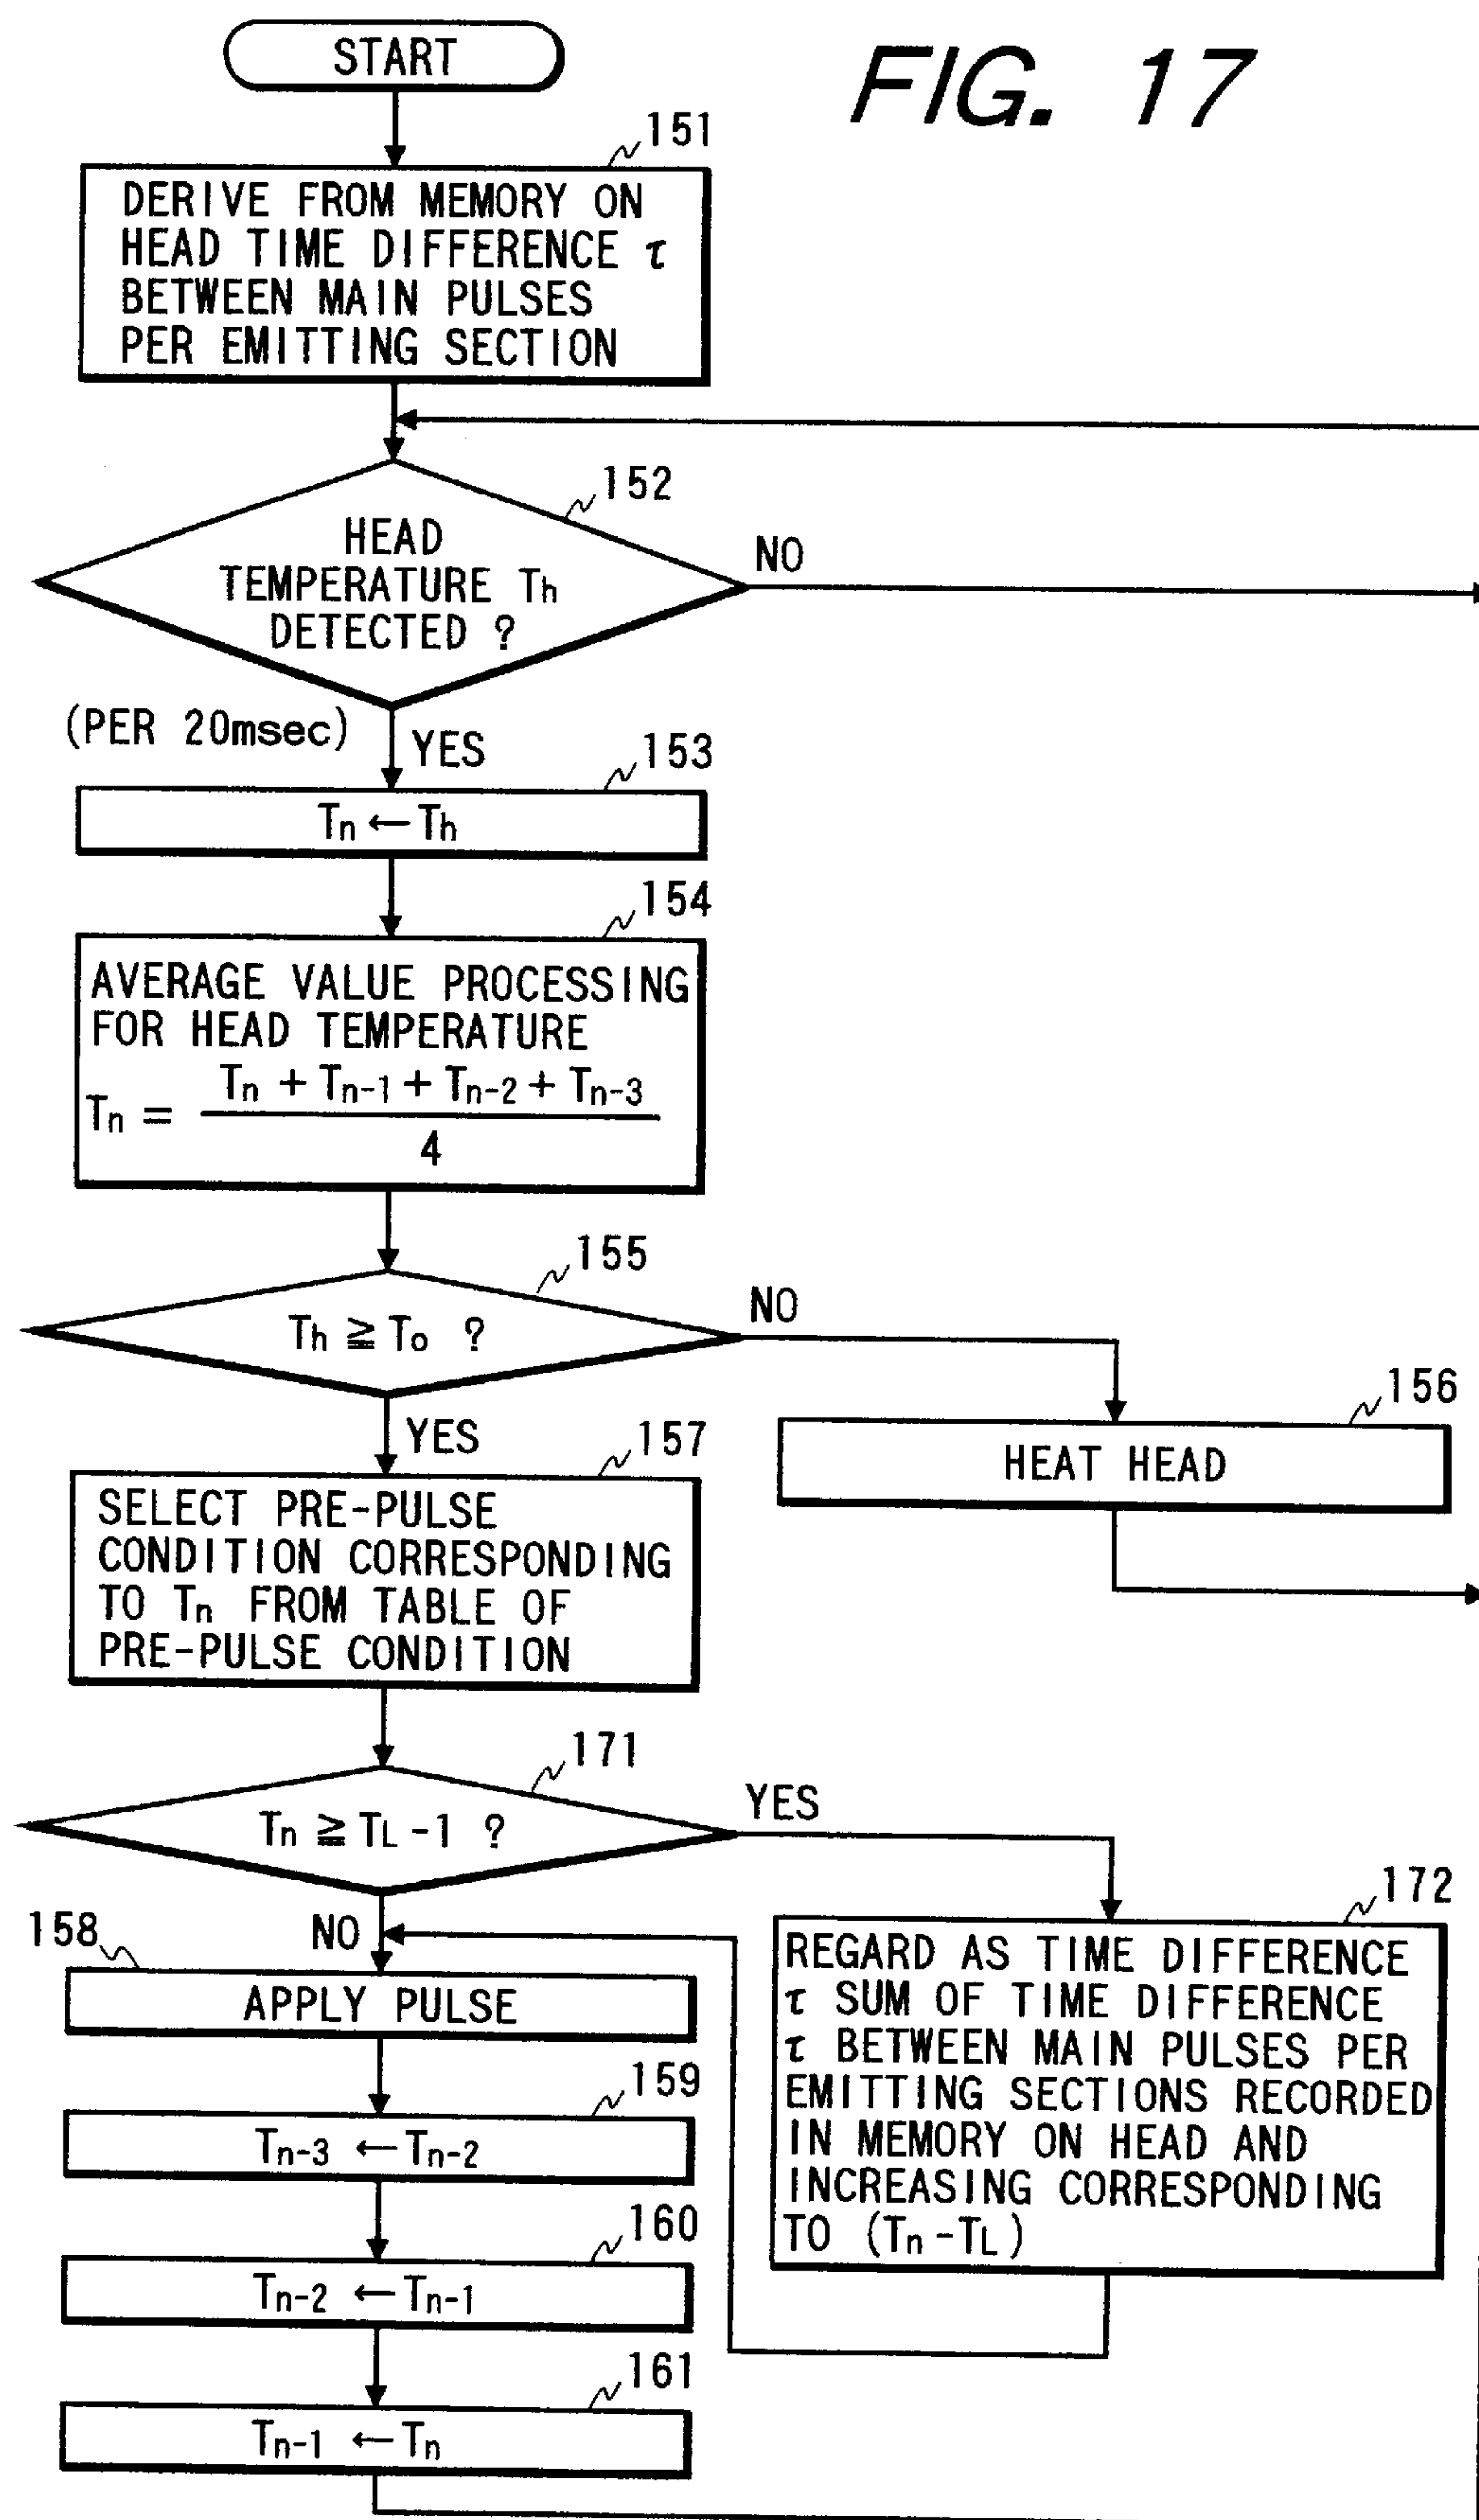 START
FIG. 17
151
DERIVE FROM MEMORY ON
HEAD TIME DIFFERENCE τ
BETWEEN MAIN PULSES
PER EMITTING SECTION
152
HEAD
TEMPERATURE Th
DETECTED ?
NO
(PER 20msec)
YES
153
Tn ← Th
154
AVERAGE VALUE PROCESSING
FOR HEAD TEMPERATURE
Tn + Tn-1 + Tn-2 + Tn-3
Tn =
4
155
Th ≧ To ?
NO
156
HEAT HEAD
YES
157
SELECT PRE-PULSE
CONDITION CORRESPONDING
TO Tn FROM TABLE OF
PRE-PULSE CONDITION
171
Tn ≧ TL -1 ?
YES
172
REGARD AS TIME DIFFERENCE
τ SUM OF TIME DIFFERENCE
τ BETWEEN MAIN PULSES PER
EMITTING SECTIONS RECORDED
IN MEMORY ON HEAD AND
INCREASING CORRESPONDING
TO (Tn -TL)
NO
158
APPLY PULSE
159
Tn-3 ← Tn-2
160
Tn-2 ← Tn-1
161
Tn-1 ← Tn